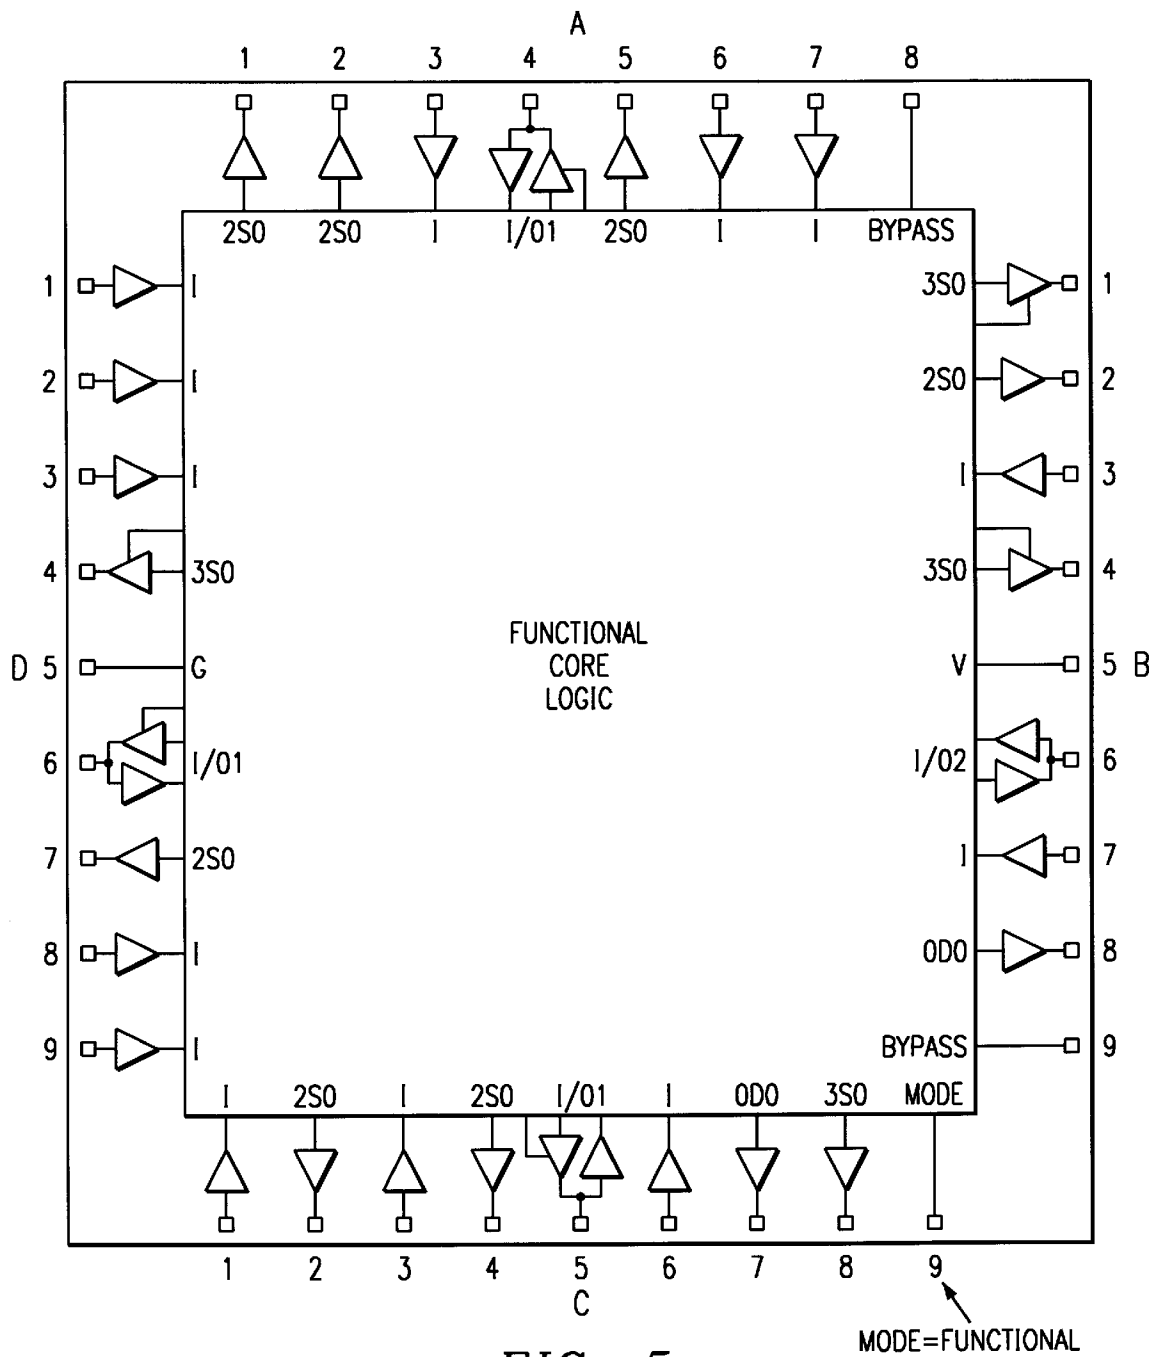 A
1 2 3 4 5 6 7 8
2SO 2SO I I/O1 2SO I I BYPASS
1 I 3SO 1
2 I 2SO 2
3 I I 3
4 3SO 3SO 4
FUNCTIONAL
CORE
LOGIC
D 5 G V 5 B
6 I/O1 I/O2 6
7 2SO I 7
8 I ODO 8
9 I BYPASS 9
I 2SO I 2SO I/O1 I ODO 3SO MODE
1 2 3 4 5 6 7 8 9
C
MODE=FUNCTIONAL